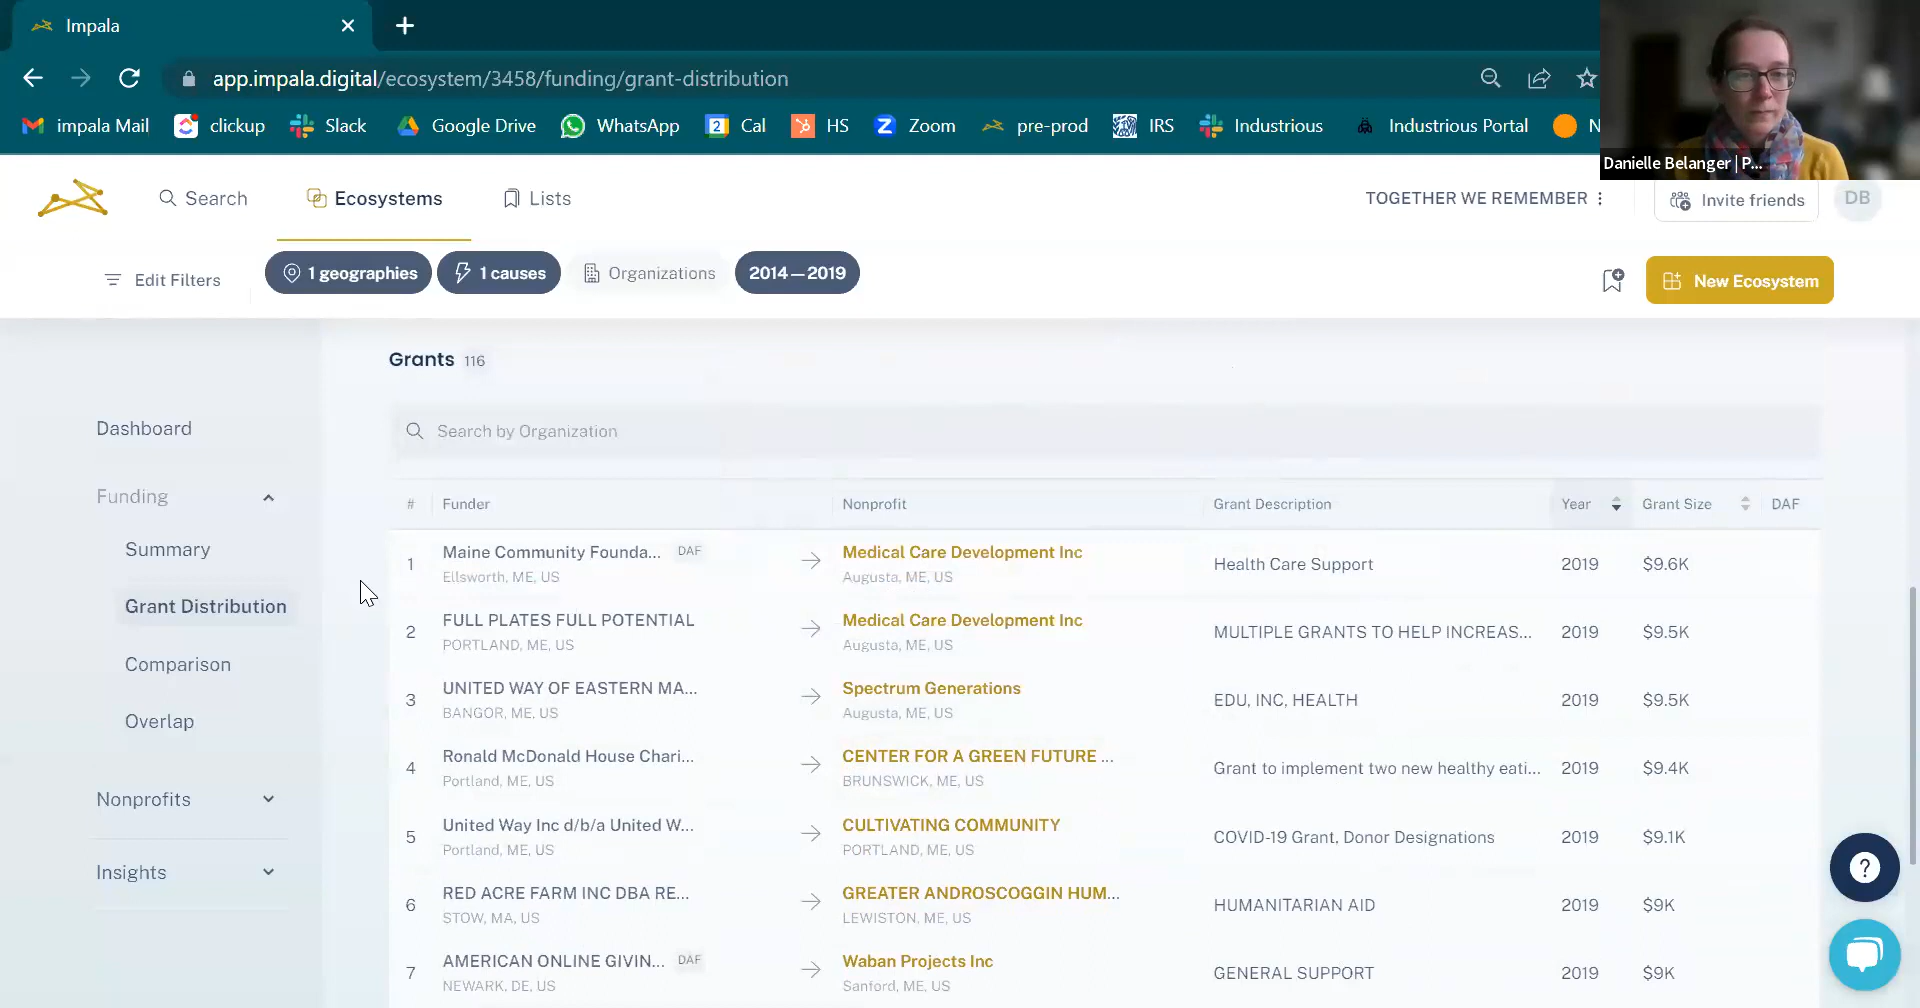 Impala
app.impala.digital/ecosystem/3458/funding/grant-distribution
impala Mail clickup Slack Google Drive WhatsApp 2 Cal HS Z Zoom pre-prod IRS Industrious Industrious Portal N
Danielle Belanger | P...
Search Ecosystems Lists TOGETHER WE REMEMBER Invite friends DB
Edit Filters 1 geographies 1 causes Organizations 2014—2019 New Ecosystem
Grants 116
Search by Organization
Dashboard
Funding
Summary
Grant Distribution
Comparison
Overlap
Nonprofits
Insights
# Funder Nonprofit Grant Description Year Grant Size DAF
1 Maine Community Founda... DAF Medical Care Development Inc Health Care Support 2019 $9.6K
Ellsworth, ME, US Augusta, ME, US
2 FULL PLATES FULL POTENTIAL Medical Care Development Inc MULTIPLE GRANTS TO HELP INCREAS... 2019 $9.5K
PORTLAND, ME, US Augusta, ME, US
3 UNITED WAY OF EASTERN MA... Spectrum Generations EDU, INC, HEALTH 2019 $9.5K
BANGOR, ME, US Augusta, ME, US
4 Ronald McDonald House Chari... CENTER FOR A GREEN FUTURE ... Grant to implement two new healthy eati... 2019 $9.4K
Portland, ME, US BRUNSWICK, ME, US
5 United Way Inc d/b/a United W... CULTIVATING COMMUNITY COVID-19 Grant, Donor Designations 2019 $9.1K
Portland, ME, US PORTLAND, ME, US
6 RED ACRE FARM INC DBA RE... GREATER ANDROSCOGGIN HUM... HUMANITARIAN AID 2019 $9K
STOW, MA, US LEWISTON, ME, US
7 AMERICAN ONLINE GIVIN... DAF Waban Projects Inc GENERAL SUPPORT 2019 $9K
NEWARK, DE, US Sanford, ME, US
?